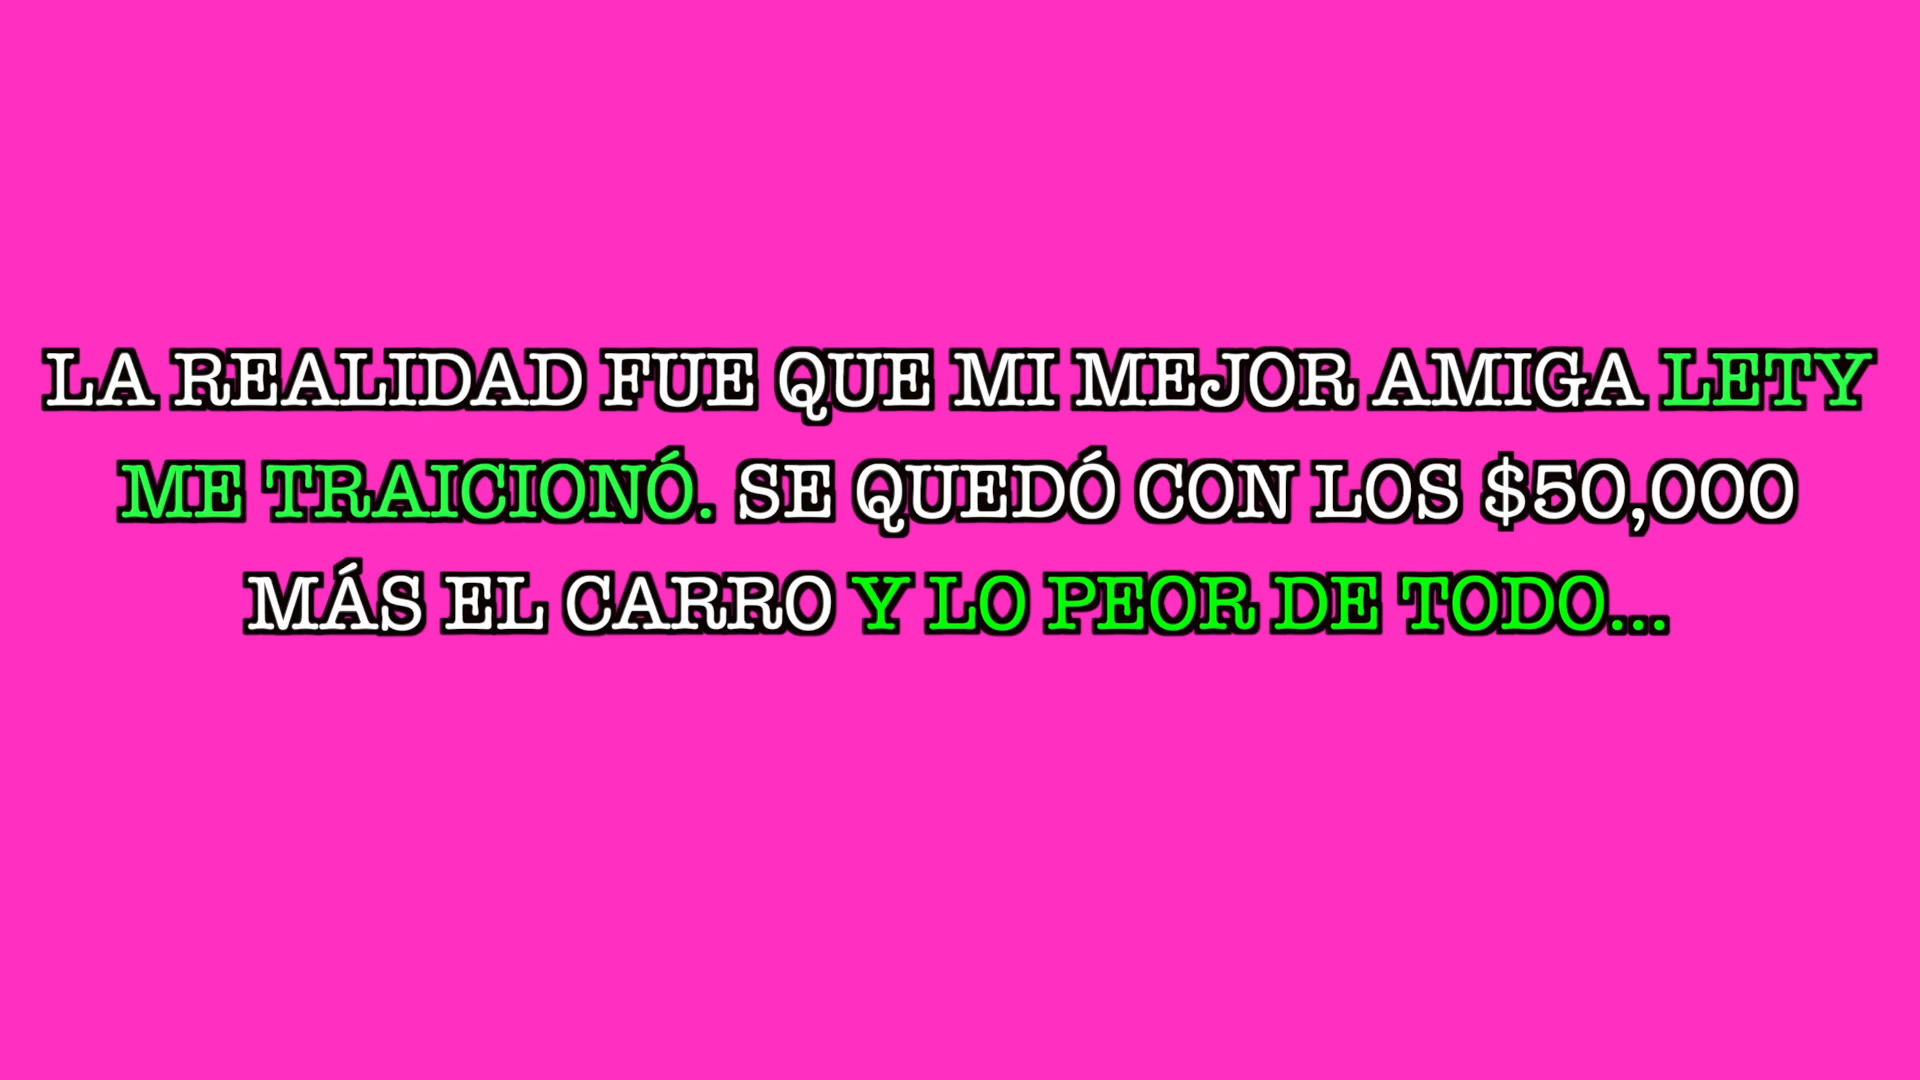 LA REALIDAD FUE QUE MI MEJOR AMIGA LETY
ME TRAICIONÓ. SE QUEDÓ CON LOS $50,000
MÁS EL CARRO Y LO PEOR DE TODO...